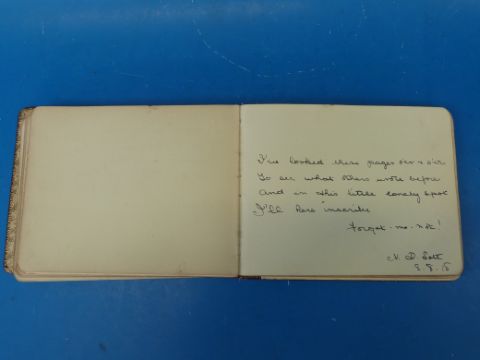 I've looked these pages o'er & o'er
To see what others wrote before
And in this little lonely spot
I'll here inscribe
Forget-me-not!
N. D.